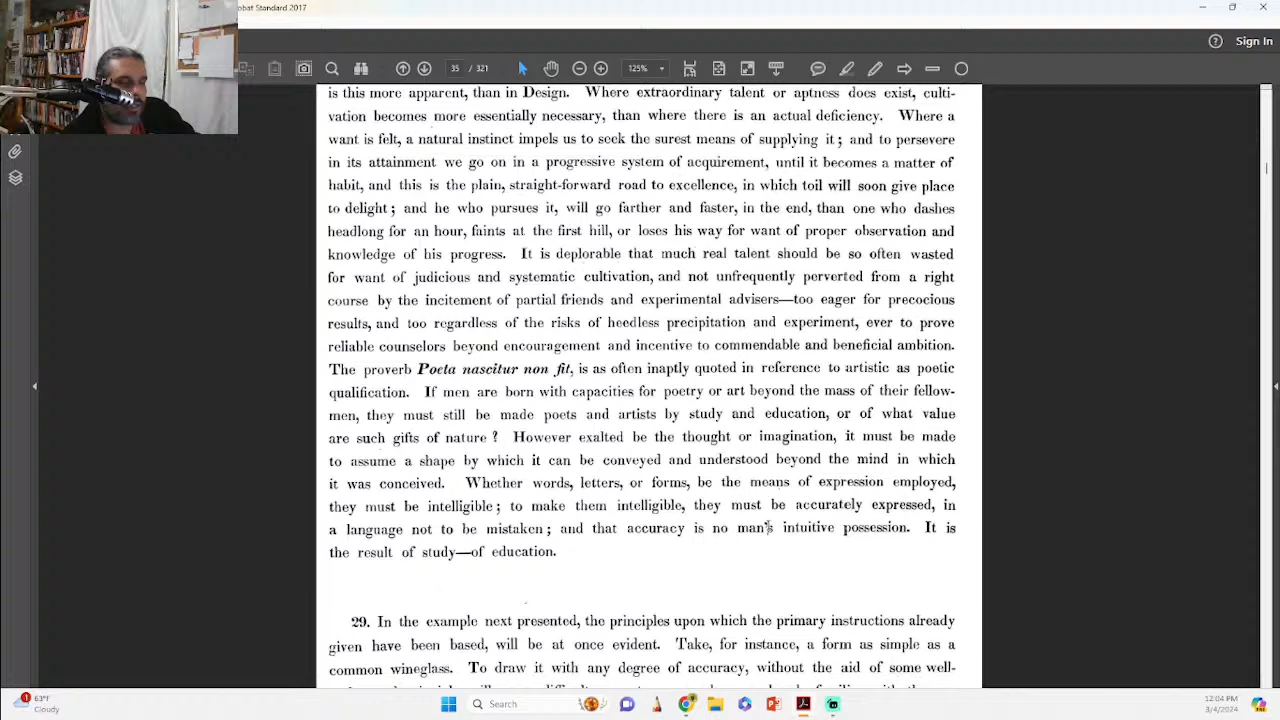 obat Standard 2017
Sign In
35 / 321
125%
is this more apparent, than in Design. Where extraordinary talent or aptness does exist, culti-
vation becomes more essentially necessary, than where there is an actual deficiency. Where a
want is felt, a natural instinct impels us to seek the surest means of supplying it; and to persevere
in its attainment we go on in a progressive system of acquirement, until it becomes a matter of
habit, and this is the plain, straight-forward road to excellence, in which toil will soon give place
to delight; and he who pursues it, will go farther and faster, in the end, than one who dashes
headlong for an hour, faints at the first hill, or loses his way for want of proper observation and
knowledge of his progress. It is deplorable that much real talent should be so often wasted
for want of judicious and systematic cultivation, and not unfrequently perverted from a right
course by the incitement of partial friends and experimental advisers—too eager for precocious
results, and too regardless of the risks of heedless precipitation and experiment, ever to prove
reliable counselors beyond encouragement and incentive to commendable and beneficial ambition.
The proverb Poeta nascitur non fit, is as often inaptly quoted in reference to artistic as poetic
qualification. If men are born with capacities for poetry or art beyond the mass of their fellow-
men, they must still be made poets and artists by study and education, or of what value
are such gifts of nature? However exalted be the thought or imagination, it must be made
to assume a shape by which it can be conveyed and understood beyond the mind in which
it was conceived. Whether words, letters, or forms, be the means of expression employed,
they must be intelligible; to make them intelligible, they must be accurately expressed, in
a language not to be mistaken; and that accuracy is no man's intuitive possession. It is
the result of study—of education.
29. In the example next presented, the principles upon which the primary instructions already
given have been based, will be at once evident. Take, for instance, a form as simple as a
common wineglass. To draw it with any degree of accuracy, without the aid of some well-
1
63°F
Cloudy
Search
12:04 PM
3/4/2024